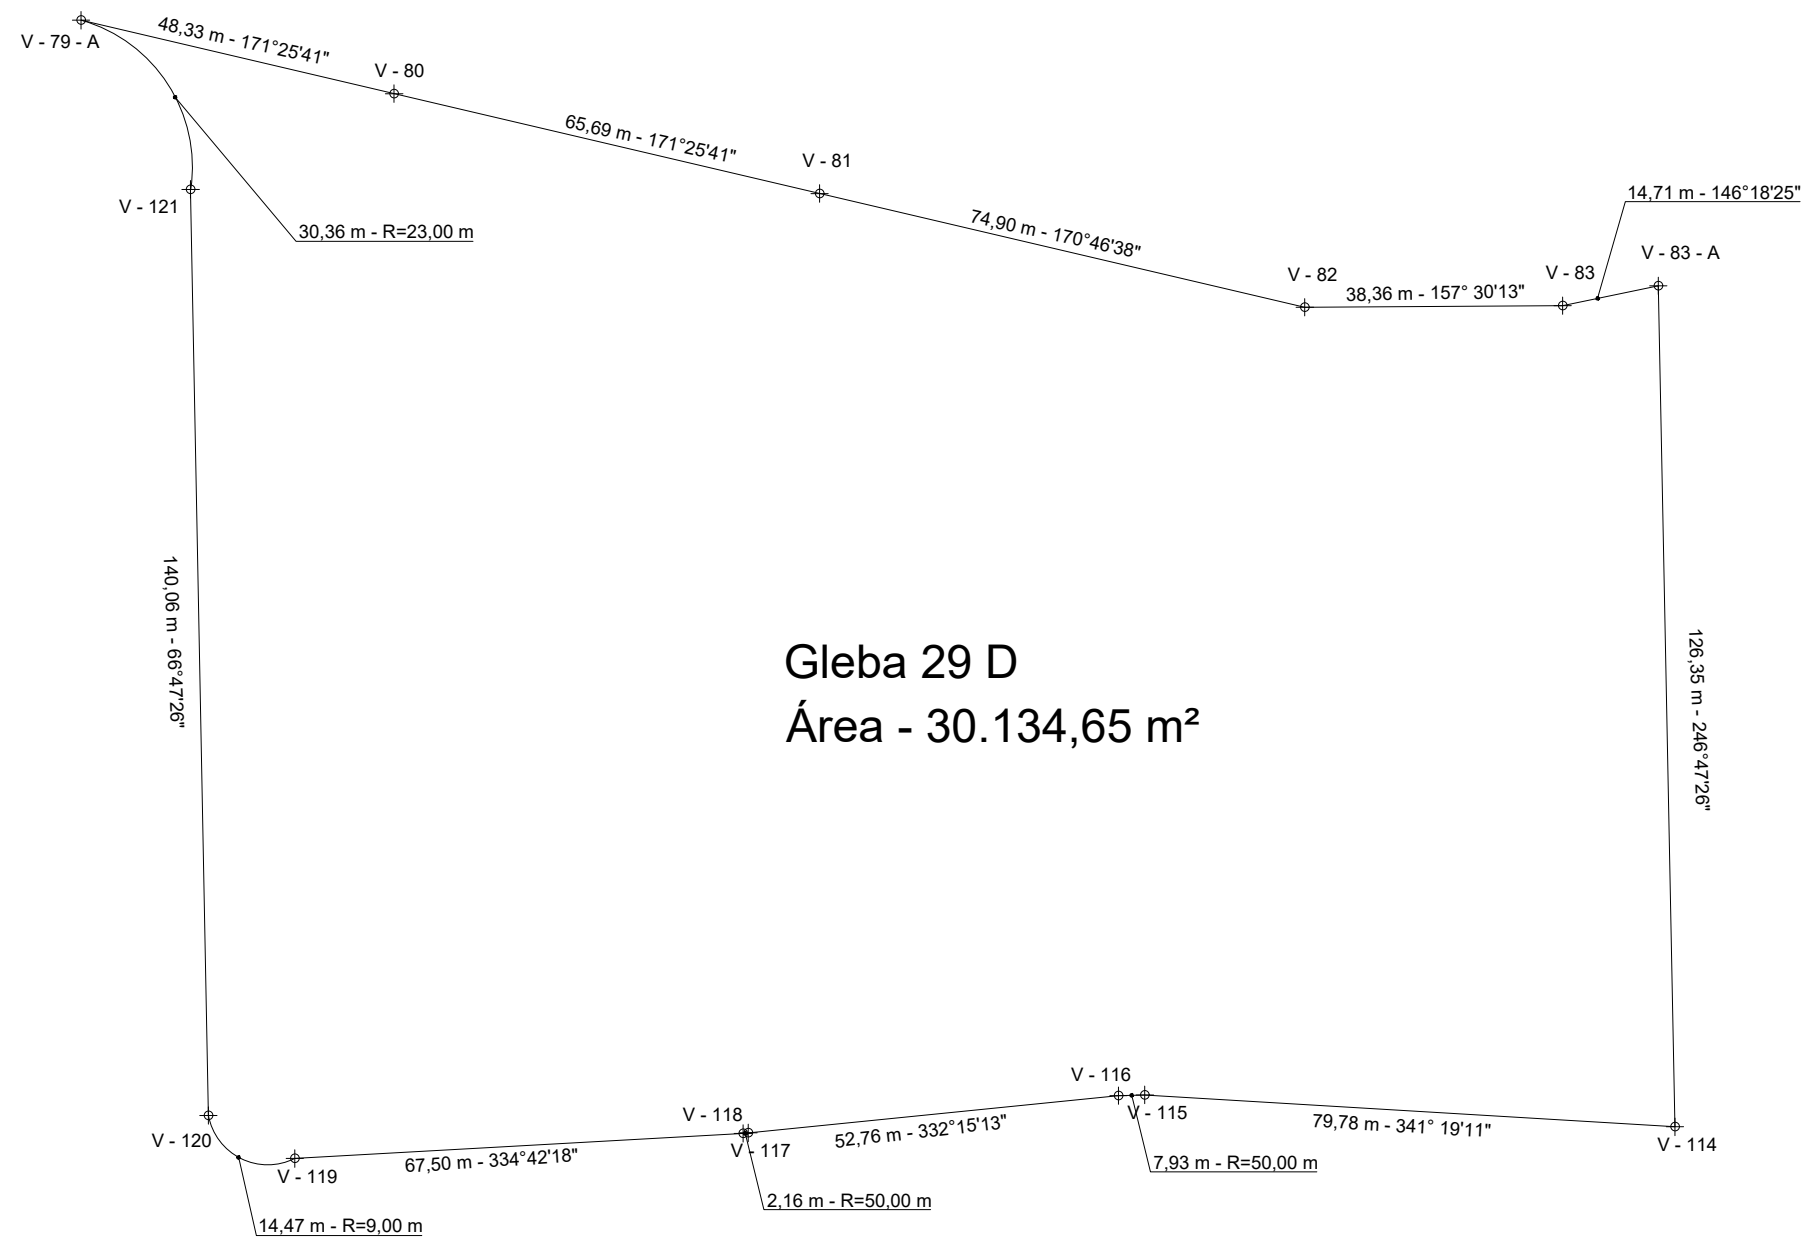 V - 79 - A
48,33 m - 171°25'41"
V - 80
65,69 m - 171°25'41"
V - 81
74,90 m - 170°46'38"
V - 82
38,36 m - 157° 30'13"
V - 83
14,71 m - 146°18'25"
V - 83 - A
V - 121
30,36 m - R=23,00 m
140,06 m - 66°47'26"
Gleba 29 D
Área - 30.134,65 m²
126,35 m - 246°47'26"
V - 120
14,47 m - R=9,00 m
V - 119
67,50 m - 334°42'18"
V - 118
V - 117
2,16 m - R=50,00 m
52,76 m - 332°15'13"
V - 116
V - 115
7,93 m - R=50,00 m
79,78 m - 341° 19'11"
V - 114